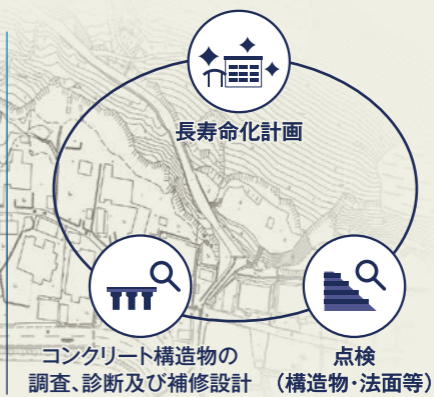 長寿命化計画
コンクリート構造物の
調査、診断及び補修設計
点検
（構造物・法面等）